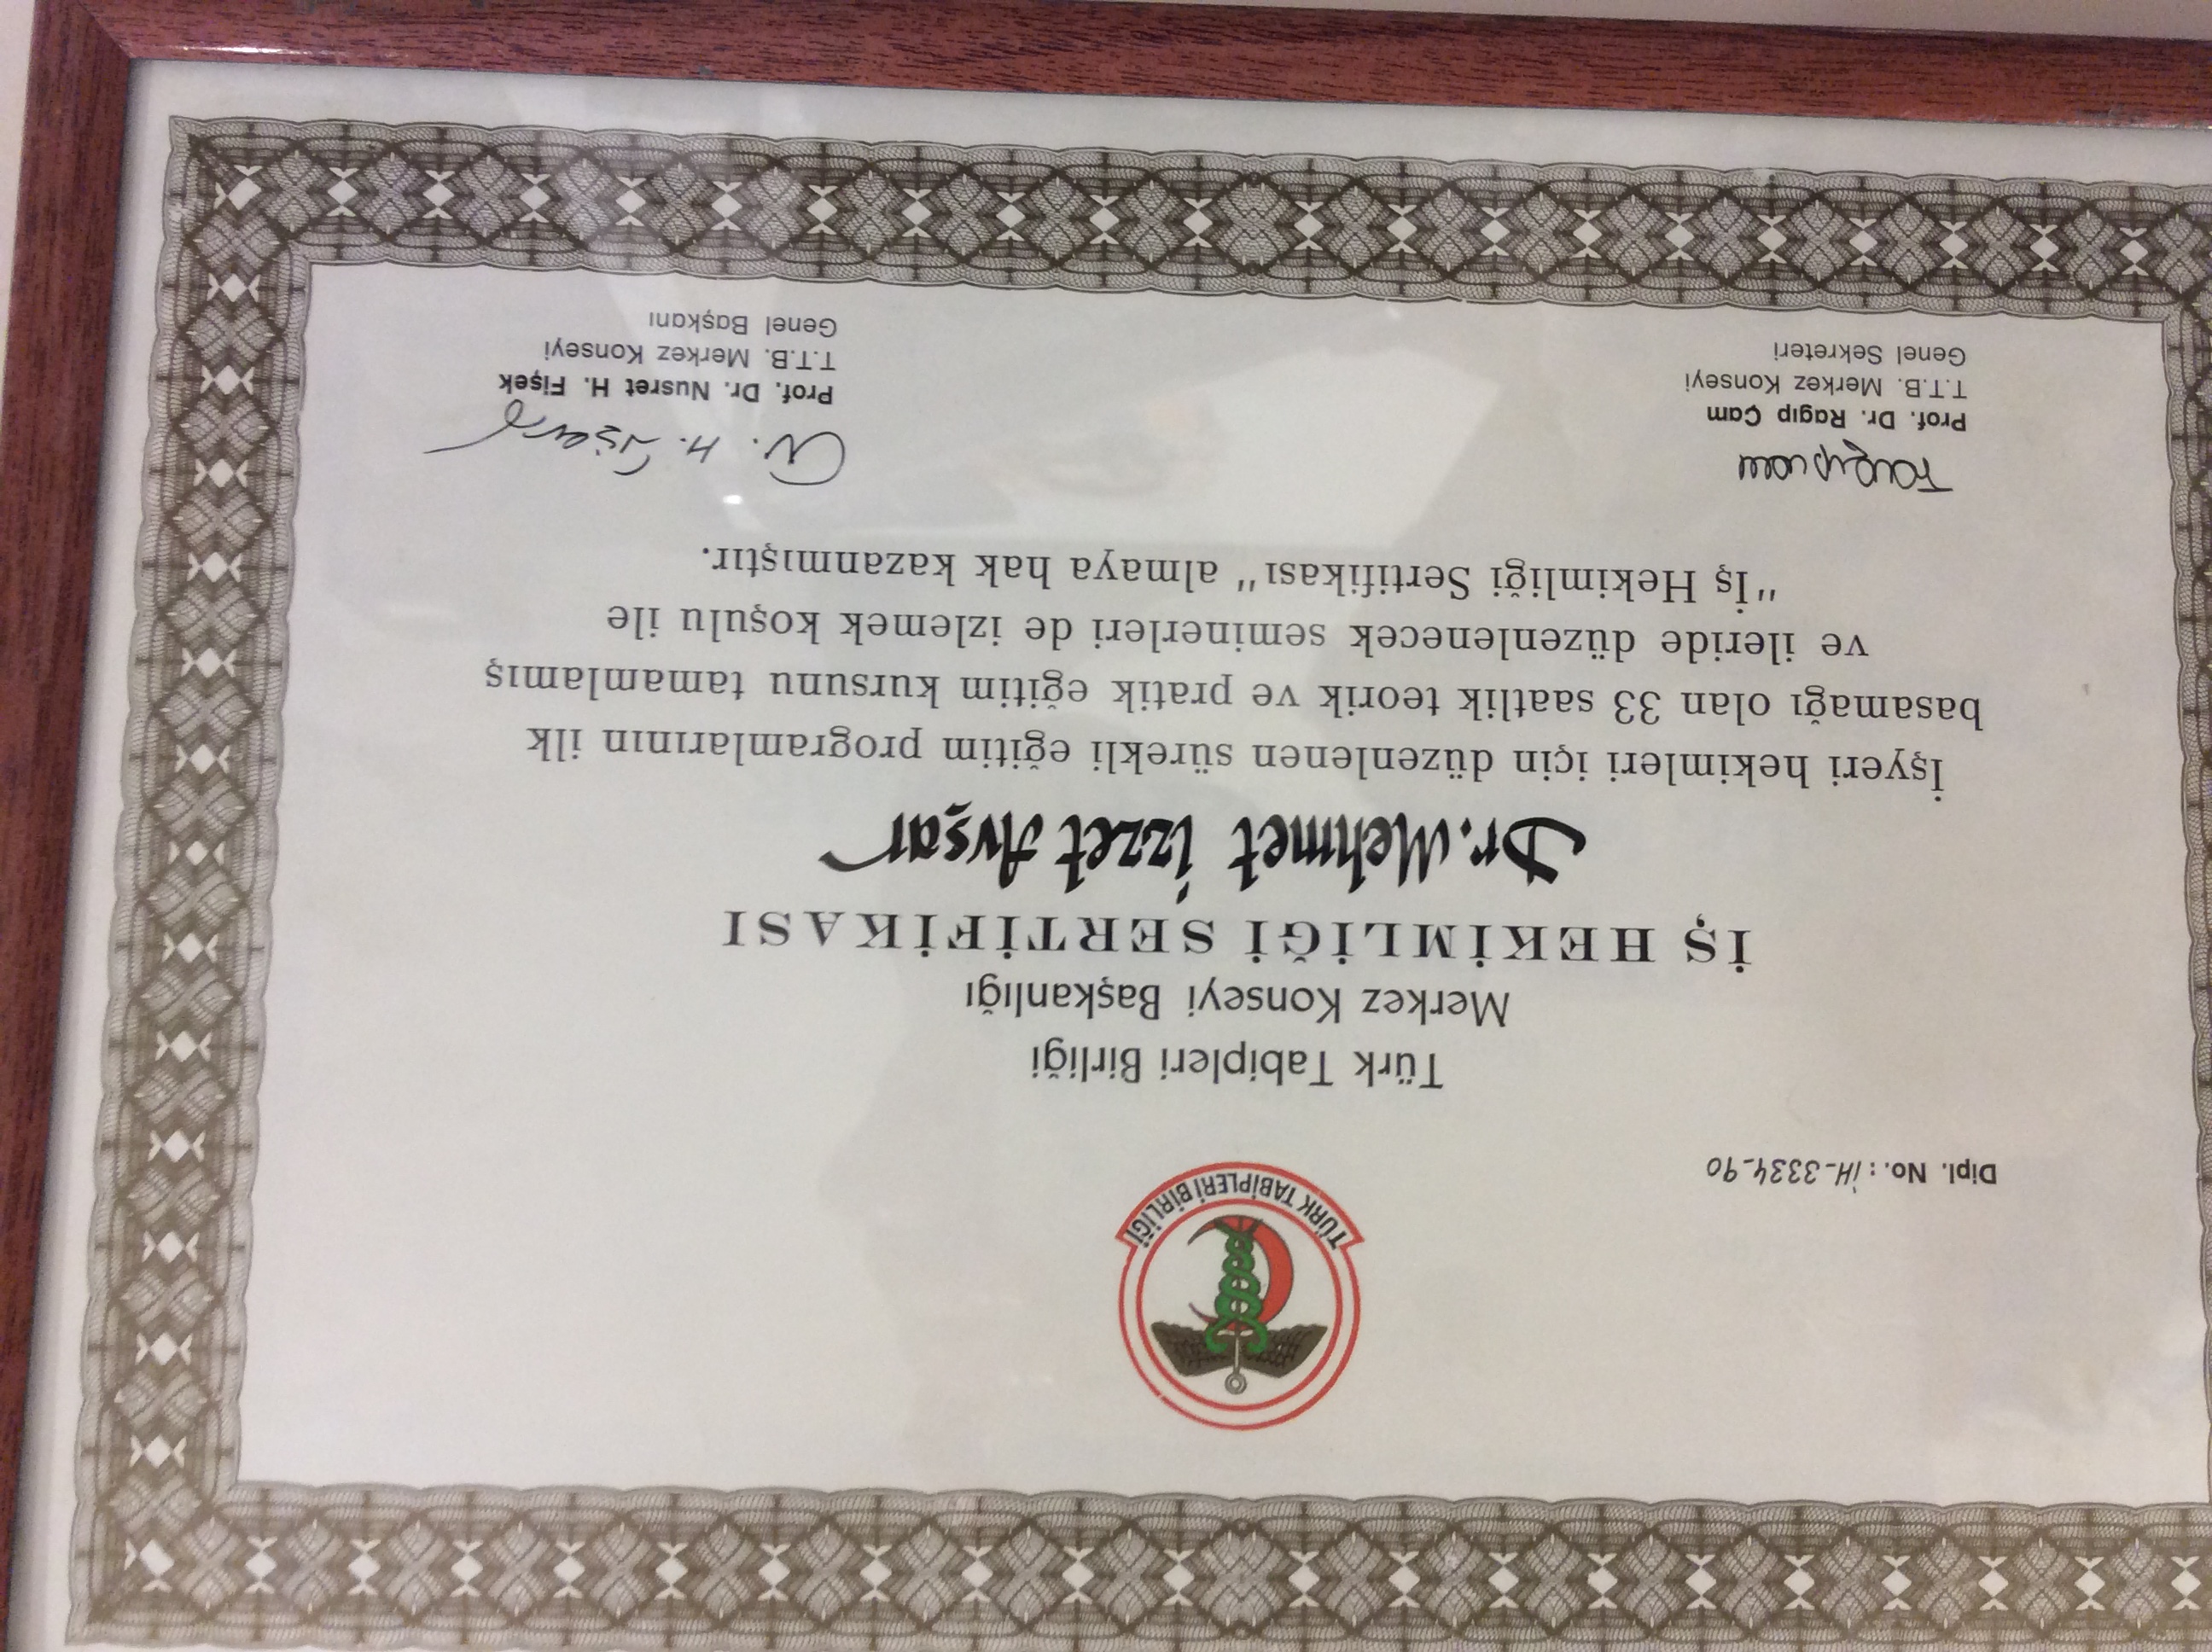 TÜRK TABİPLERİ BİRLİĞİ
Dipl. No.: İH-3334-90
Türk Tabipleri Birliği
Merkez Konseyi Başkanlığı
İŞ HEKİMLİĞİ SERTİFİKASI
Dr. Mehmet İzzet Avşar
İşyeri hekimleri için düzenlenen sürekli eğitim programlarının ilk
basamağı olan 33 saatlik teorik ve pratik eğitim kursunu tamamlamış
ve ileride düzenlenecek seminerleri de izlemek koşulu ile
"İş Hekimliği Sertifikası" almaya hak kazanmıştır.
Prof. Dr. Ragıp Çam
T.T.B. Merkez Konseyi
Genel Sekreteri
N. H. Fişek
Prof. Dr. Nusret H. Fişek
T.T.B. Merkez Konseyi
Genel Başkanı